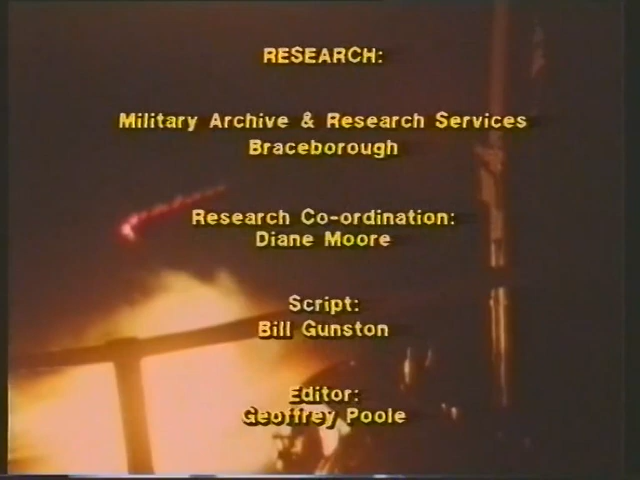 RESEARCH:
Military Archive & Research Services
Braceborough
Research Co-ordination:
Diane Moore
Script:
Bill Gunston
Editor:
Geoffrey Poole